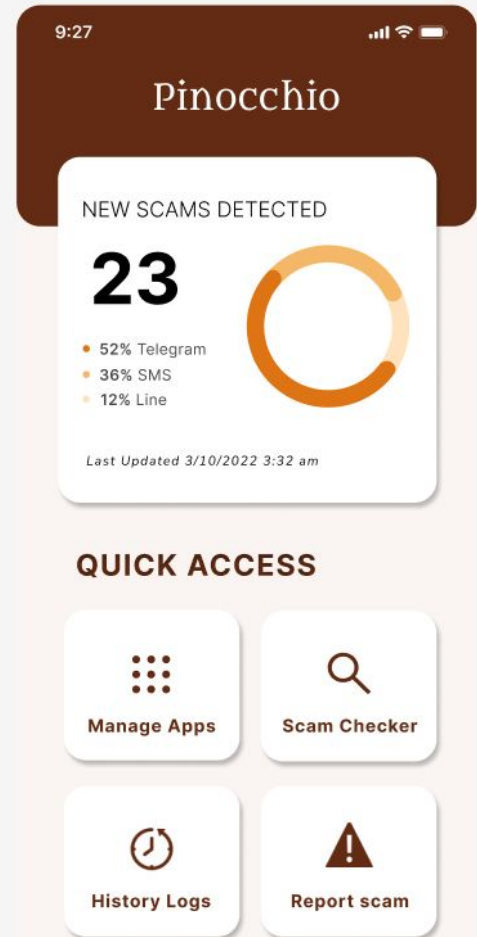 9:27
Pinocchio
NEW SCAMS DETECTED
23
52% Telegram
36% SMS
12% Line
Last Updated 3/10/2022 3:32 am
QUICK ACCESS
Manage Apps
Scam Checker
History Logs
Report scam